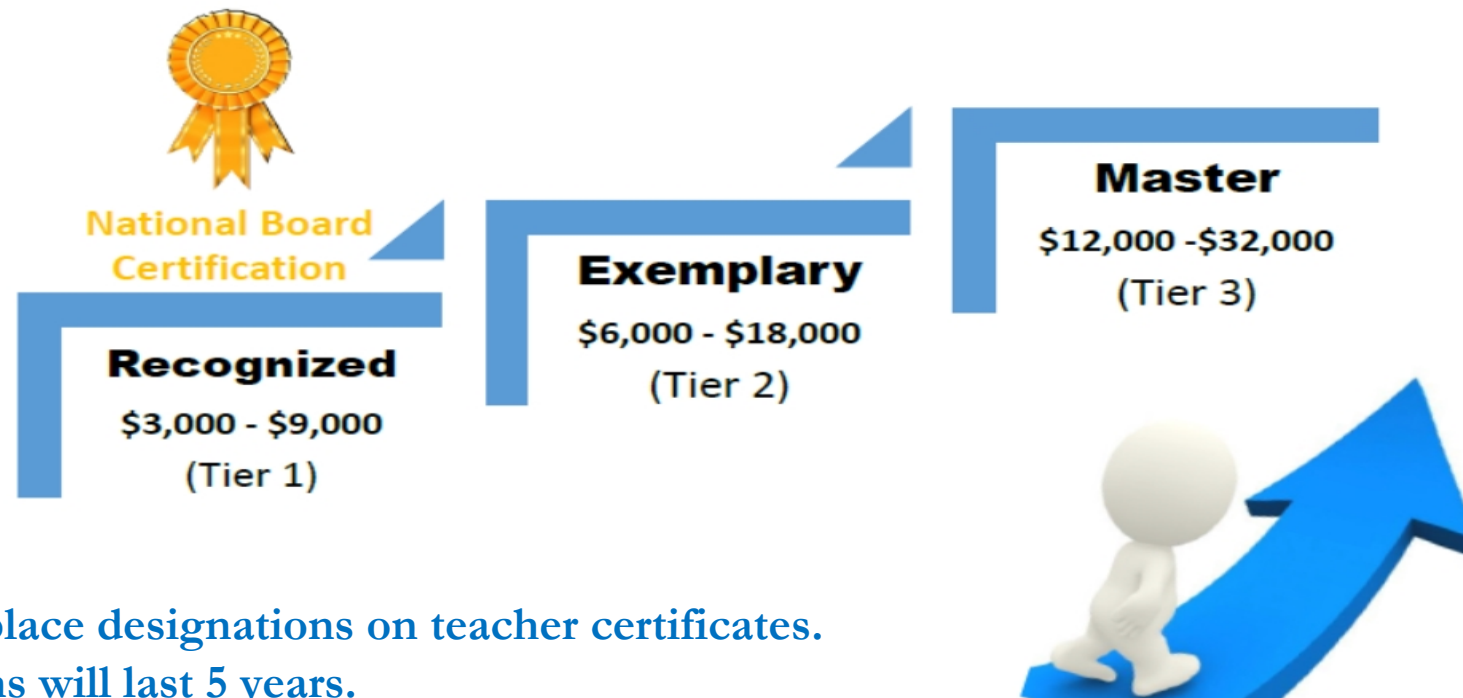 National Board
Certification
Recognized
$3,000 - $9,000
(Tier 1)
Exemplary
$6,000 - $18,000
(Tier 2)
Master
$12,000 -$32,000
(Tier 3)
place designations on teacher certificates.
will last 5 years.